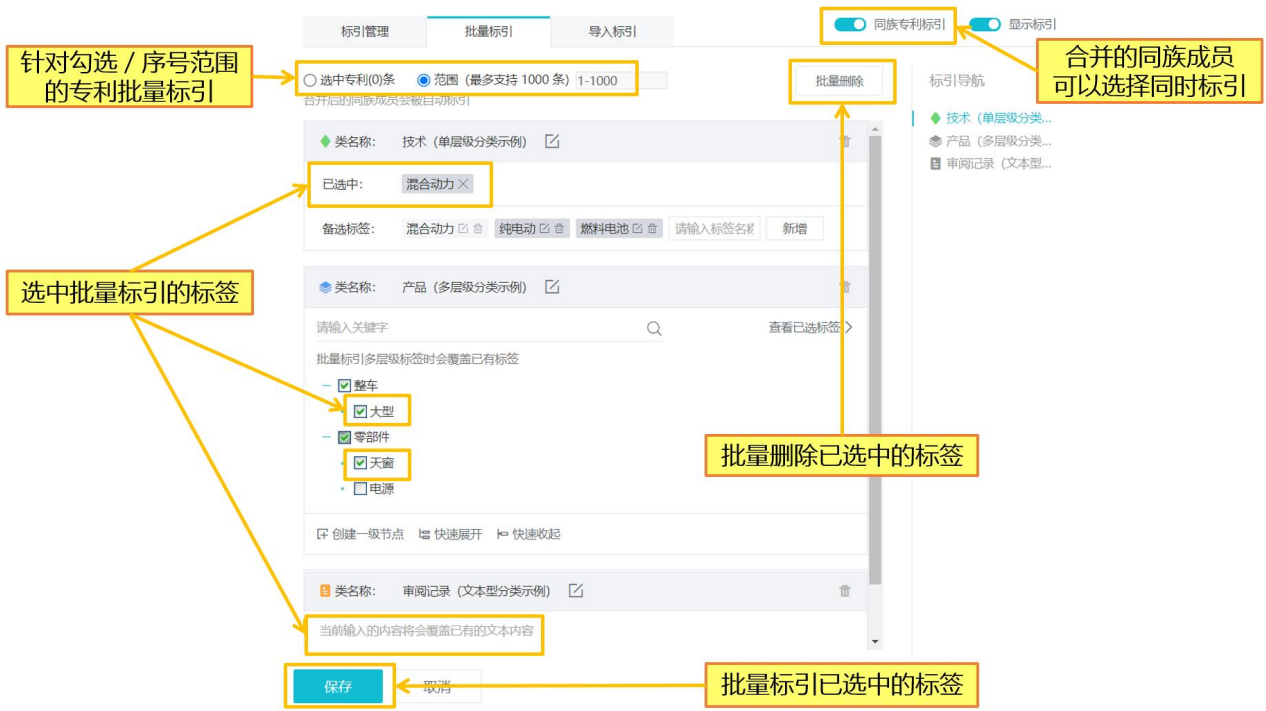 标引管理
批量标引
导入标引
同族专利标引
显示标引
针对勾选 / 序号范围
的专利批量标引
合并的同族成员
可以选择同时标引
选中专利(0)条
范围（最多支持 1000 条）
1-1000
批量删除
标引导航
合并后的同族成员会被自动标引
技术（单层级分类...
产品（多层级分类...
审阅记录（文本型...
类名称： 技术（单层级分类示例）
已选中： 混合动力
备选标签： 混合动力 纯电动 燃料电池 请输入标签名称 新增
选中批量标引的标签
类名称： 产品（多层级分类示例）
请输入关键字
查看已选标签
批量标引多层级标签时会覆盖已有标签
整车
大型
零部件
天窗
电源
批量删除已选中的标签
创建一级节点 快速展开 快速收起
类名称： 审阅记录（文本型分类示例）
当前输入的内容将会覆盖已有的文本内容
保存
取消
批量标引已选中的标签